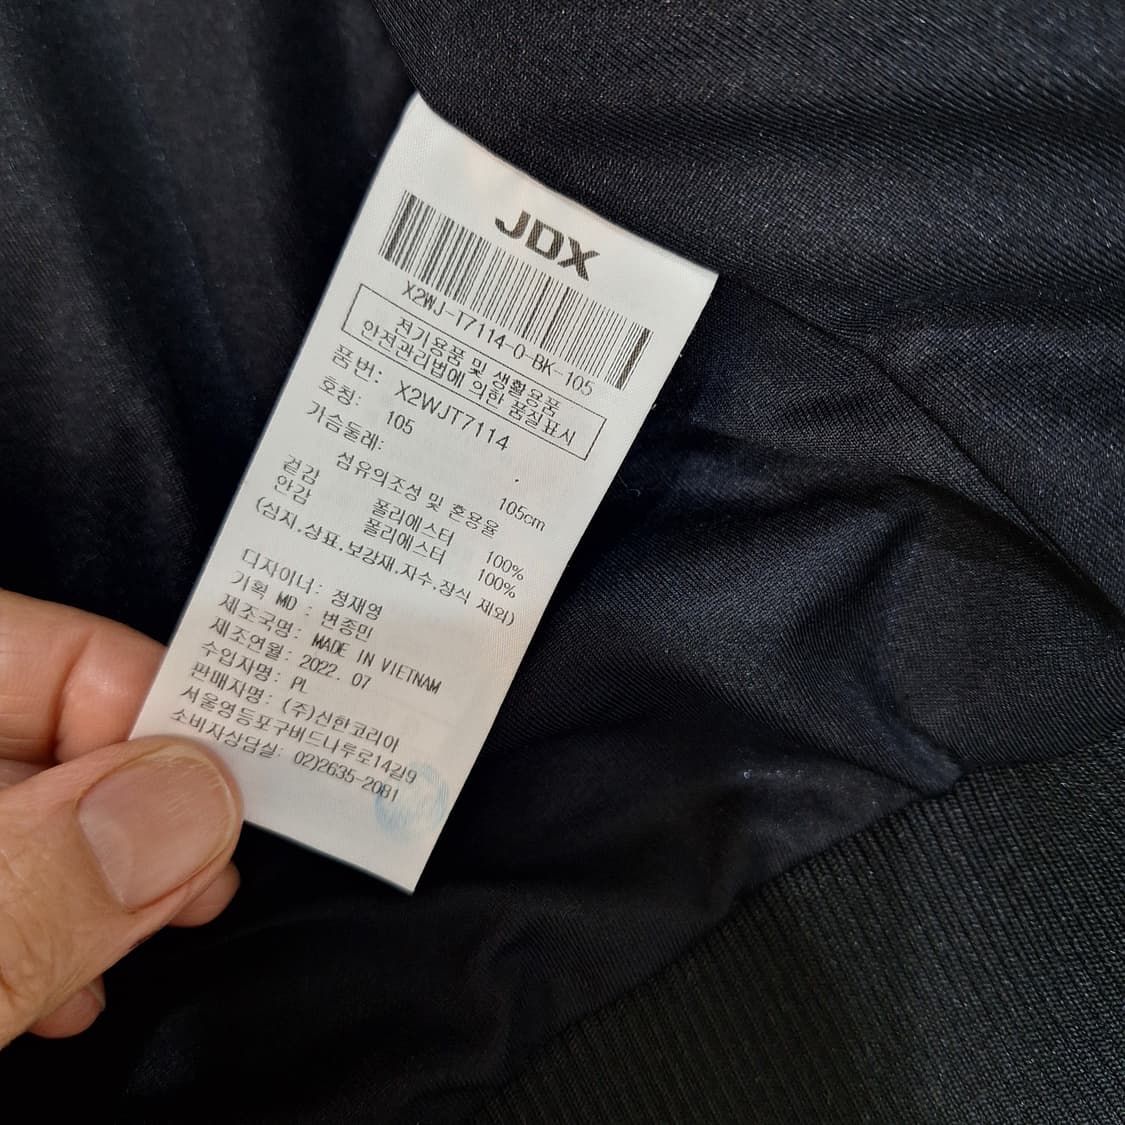 JDX
X2WJ-T7114-0-BK-105
전기용품 및 생활용품
안전관리법에 의한 품질표시
품번: X2WJT7114
호칭: 105
가슴둘레: 105cm
섬유의조성 및 혼용율
겉감 폴리에스터 100%
안감 폴리에스터 100%
(심지,상표,보강재,자수,장식 제외)
디자이너: 정재영
기획 MD : 변종민
제조국명: MADE IN VIETNAM
제조연월: 2022. 07
수입자명: PL
판매자명: (주)신한코리아
서울영등포구버드나루로14길9
소비자상담실: 02)2635-2081